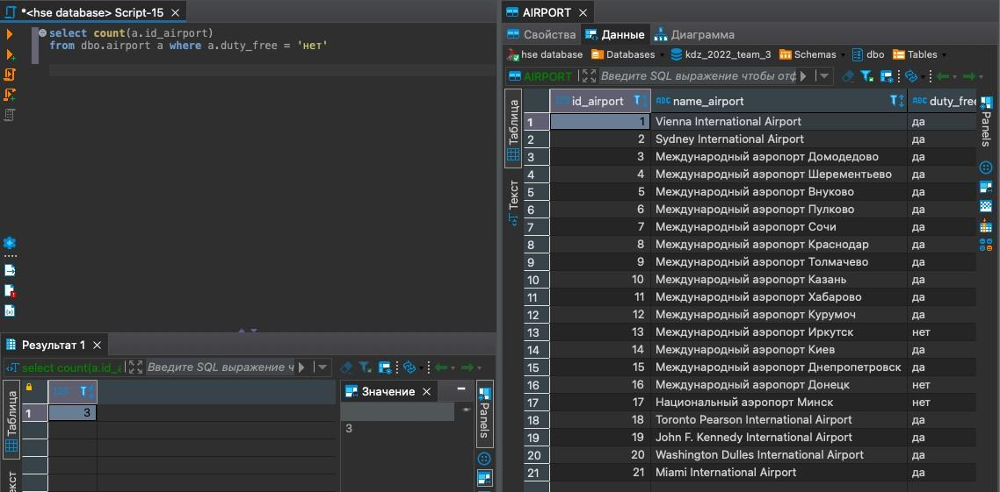 *<hse database> Script-15
select count(a.id_airport)
from dbo.airport a where a.duty_free = 'нет'
Результат 1
select count(a.id_a
Введите SQL выражение ч
Таблица
Текст
123
1
3
Значение
3
Panels
AIRPORT
Свойства
Данные
Диаграмма
hse database
Databases
kdz_2022_team_3
Schemas
dbo
Tables
AIRPORT
Введите SQL выражение чтобы отф
Таблица
Текст
Panels
123 id_airport ABC name_airport ABC duty_free
1 1 Vienna International Airport да
2 2 Sydney International Airport да
3 3 Международный аэропорт Домодедово да
4 4 Международный аэропорт Шерементьево да
5 5 Международный аэропорт Внуково да
6 6 Международный аэропорт Пулково да
7 7 Международный аэропорт Сочи да
8 8 Международный аэропорт Краснодар да
9 9 Международный аэропорт Толмачево да
10 10 Международный аэропорт Казань да
11 11 Международный аэропорт Хабарово да
12 12 Международный аэропорт Курумоч да
13 13 Международный аэропорт Иркутск нет
14 14 Международный аэропорт Киев да
15 15 Международный аэропорт Днепропетровск да
16 16 Международный аэропорт Донецк нет
17 17 Национальный аэропорт Минск нет
18 18 Toronto Pearson International Airport да
19 19 John F. Kennedy International Airport да
20 20 Washington Dulles International Airport да
21 21 Miami International Airport да